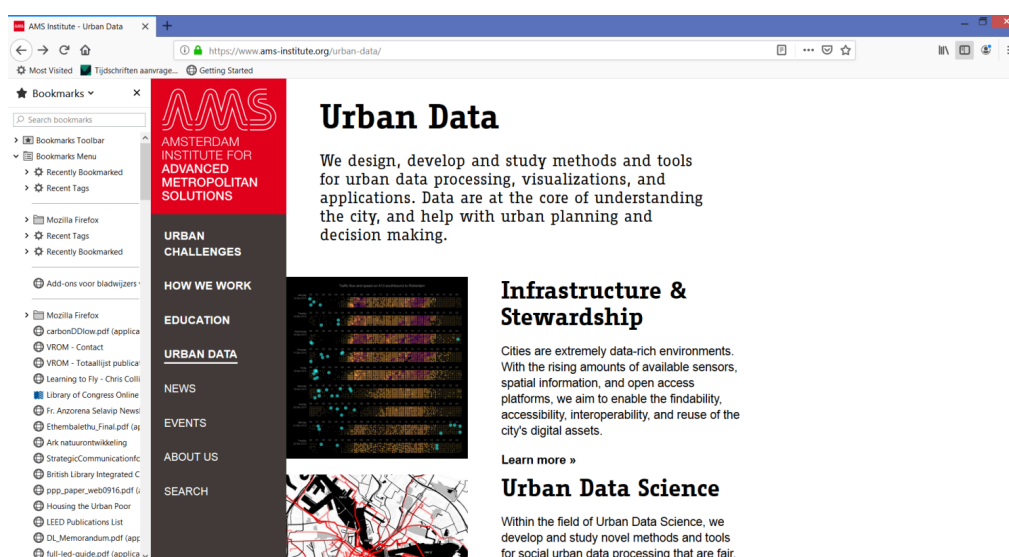 AMS Institute - Urban Data
https://www.ams-institute.org/urban-data/
Most Visited
Tijdschriften aanvrage...
Getting Started
Bookmarks
Search bookmarks
Bookmarks Toolbar
Bookmarks Menu
Recently Bookmarked
Recent Tags
Mozilla Firefox
Recent Tags
Recently Bookmarked
Add-ons voor bladwijzers
Mozilla Firefox
carbonDDlow.pdf (applica
VROM - Contact
VROM - Totaallijst publica
Learning to Fly - Chris Colli
Library of Congress Online
Fr. Anzorena Selavip News
Ethembalethu_Final.pdf (ap
Ark natuurontwikkeling
StrategicCommunicationfo
British Library Integrated C
ppp_paper_web0916.pdf (
Housing the Urban Poor
LEED Publications List
DL_Memorandum.pdf (app
full-led-guide.pdf (applica
AMS
AMSTERDAM
INSTITUTE FOR
ADVANCED
METROPOLITAN
SOLUTIONS
URBAN
CHALLENGES
HOW WE WORK
EDUCATION
URBAN DATA
NEWS
EVENTS
ABOUT US
SEARCH
Urban Data
We design, develop and study methods and tools
for urban data processing, visualizations, and
applications. Data are at the core of understanding
the city, and help with urban planning and
decision making.
Infrastructure &
Stewardship
Cities are extremely data-rich environments.
With the rising amounts of available sensors,
spatial information, and open access
platforms, we aim to enable the findability,
accessibility, interoperability, and reuse of the
city's digital assets.
Learn more »
Urban Data Science
Within the field of Urban Data Science, we
develop and study novel methods and tools
for social urban data processing that are fair,